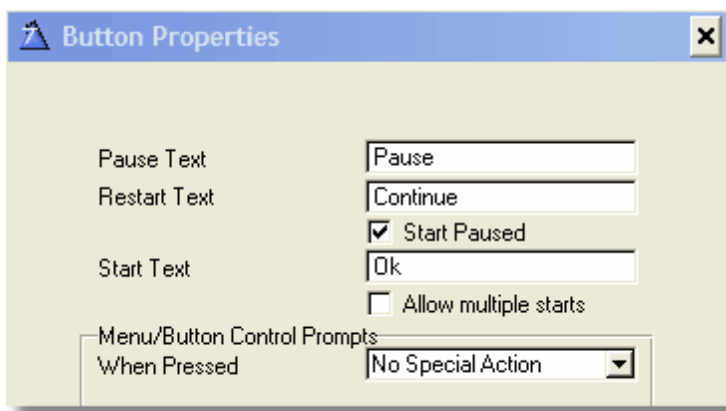 Button Properties
Pause Text Pause
Restart Text Continue
Start Paused
Start Text Ok
Allow multiple starts
Menu/Button Control Prompts
When Pressed No Special Action